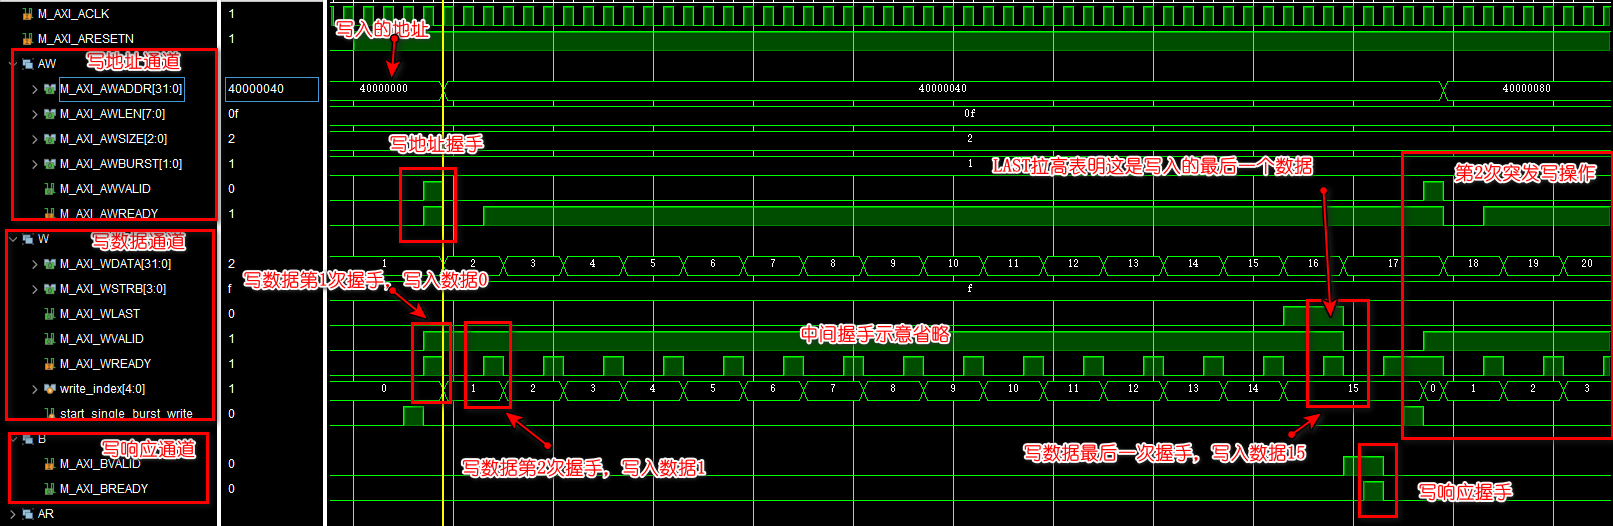 M_AXI_ACLK 1
M_AXI_ARESETN 1
写入的地址
AW
写地址通道
M_AXI_AWADDR[31:0] 40000040 40000000 40000040 40000080
M_AXI_AWLEN[7:0] 0f 0f
M_AXI_AWSIZE[2:0] 2 2
写地址握手
M_AXI_AWBURST[1:0] 1 1
LAST拉高表明这是写入的最后一个数据
第2次突发写操作
M_AXI_AWVALID 0
M_AXI_AWREADY 1
W
写数据通道
M_AXI_WDATA[31:0] 2 1 2 3 4 5 6 7 8 9 10 11 12 13 14 15 16 17 18 19 20
写数据第1次握手，写入数据0
M_AXI_WSTRB[3:0] f f
M_AXI_WLAST 0
M_AXI_WVALID 1
中间握手示意省略
M_AXI_WREADY 1
write_index[4:0] 1 0 1 2 3 4 5 6 7 8 9 10 11 12 13 14 15 0 1 2 3
start_single_burst_write 0
B
写响应通道
M_AXI_BVALID 0
写数据第2次握手，写入数据1
写数据最后一次握手，写入数据15
M_AXI_BREADY 0
写响应握手
AR